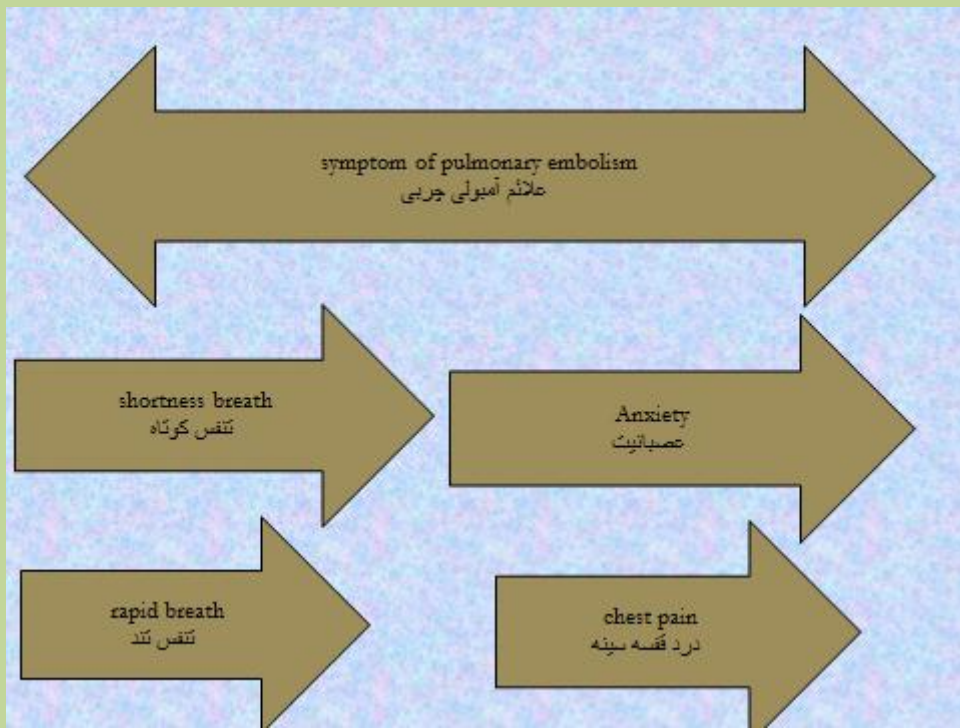 symptom of pulmonary embolism
علائم آمبولی چربی
shortness breath
تنفس کوتاه
Anxiety
عصبانیت
rapid breath
تنفس تند
chest pain
درد قفسه سینه